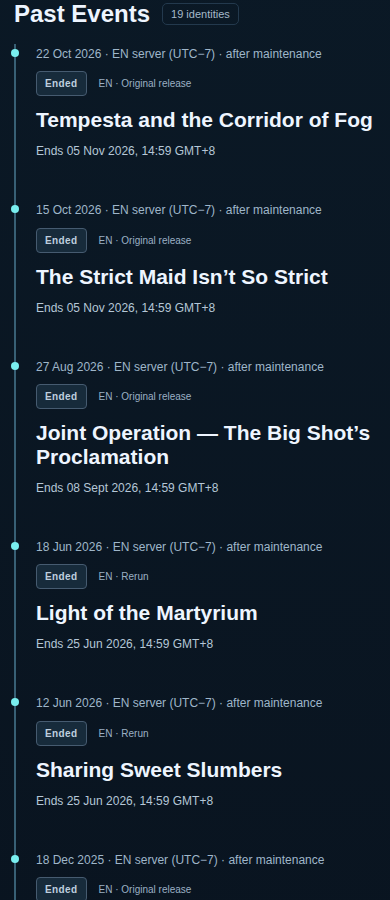 Past Events 19 identities
22 Oct 2026 · EN server (UTC−7) · after maintenance
Ended EN · Original release
Tempesta and the Corridor of Fog
Ends 05 Nov 2026, 14:59 GMT+8
15 Oct 2026 · EN server (UTC−7) · after maintenance
Ended EN · Original release
The Strict Maid Isn’t So Strict
Ends 05 Nov 2026, 14:59 GMT+8
27 Aug 2026 · EN server (UTC−7) · after maintenance
Ended EN · Original release
Joint Operation — The Big Shot’s
Proclamation
Ends 08 Sept 2026, 14:59 GMT+8
18 Jun 2026 · EN server (UTC−7) · after maintenance
Ended EN · Rerun
Light of the Martyrium
Ends 25 Jun 2026, 14:59 GMT+8
12 Jun 2026 · EN server (UTC−7) · after maintenance
Ended EN · Rerun
Sharing Sweet Slumbers
Ends 25 Jun 2026, 14:59 GMT+8
18 Dec 2025 · EN server (UTC−7) · after maintenance
Ended EN · Original release